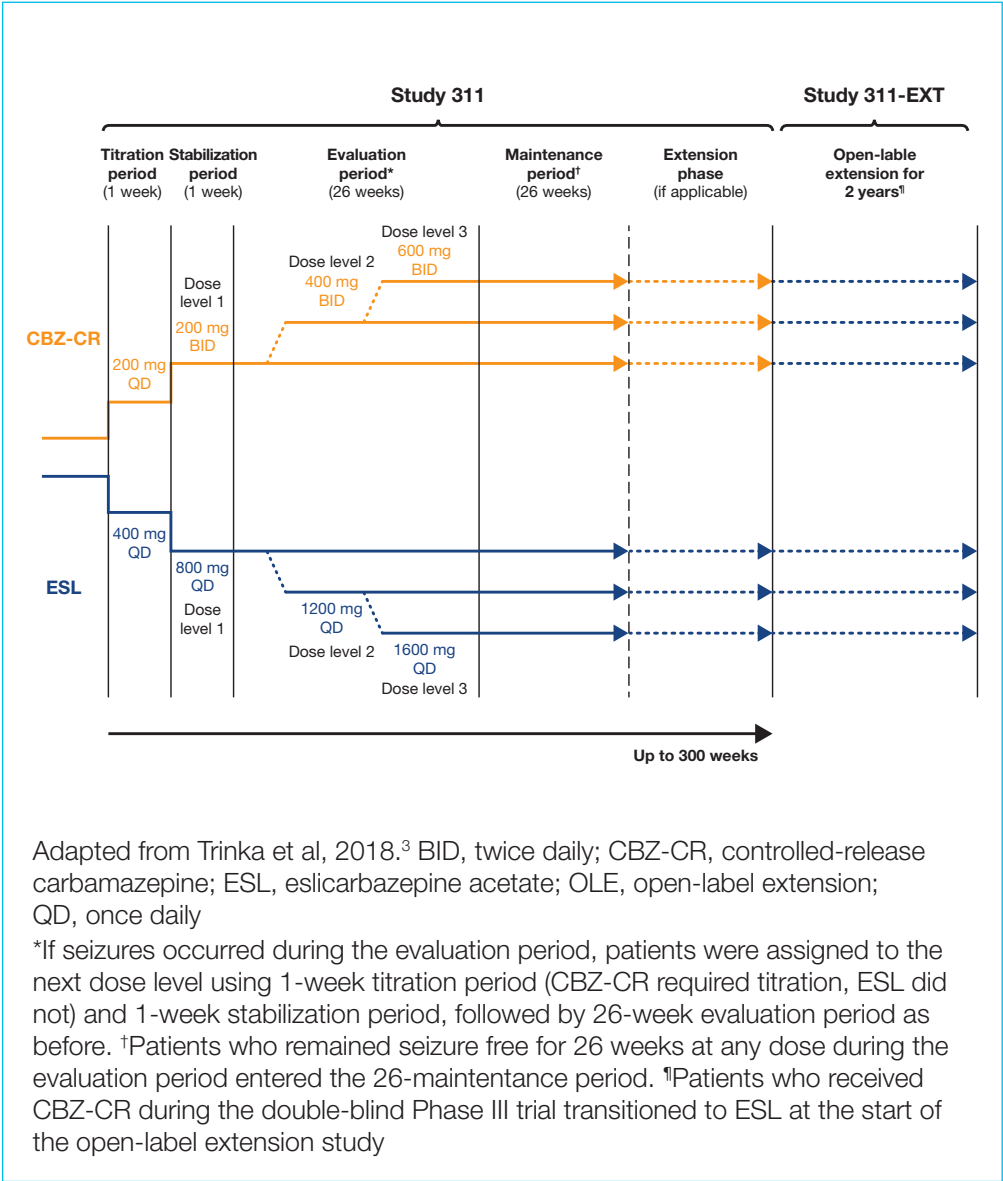 Study 311
Study 311-EXT
Titration period (1 week)
Stabilization period (1 week)
Evaluation period* (26 weeks)
Maintenance period† (26 weeks)
Extension phase (if applicable)
Open-lable extension for 2 years¶
CBZ-CR
200 mg QD
Dose level 1
200 mg BID
Dose level 2
400 mg BID
Dose level 3
600 mg BID
ESL
400 mg QD
800 mg QD
Dose level 1
1200 mg QD
Dose level 2
1600 mg QD
Dose level 3
Up to 300 weeks
Adapted from Trinka et al, 2018.³ BID, twice daily; CBZ-CR, controlled-release
carbamazepine; ESL, eslicarbazepine acetate; OLE, open-label extension;
QD, once daily
*If seizures occurred during the evaluation period, patients were assigned to the
next dose level using 1-week titration period (CBZ-CR required titration, ESL did
not) and 1-week stabilization period, followed by 26-week evaluation period as
before. †Patients who remained seizure free for 26 weeks at any dose during the
evaluation period entered the 26-maintentance period. ¶Patients who received
CBZ-CR during the double-blind Phase III trial transitioned to ESL at the start of
the open-label extension study